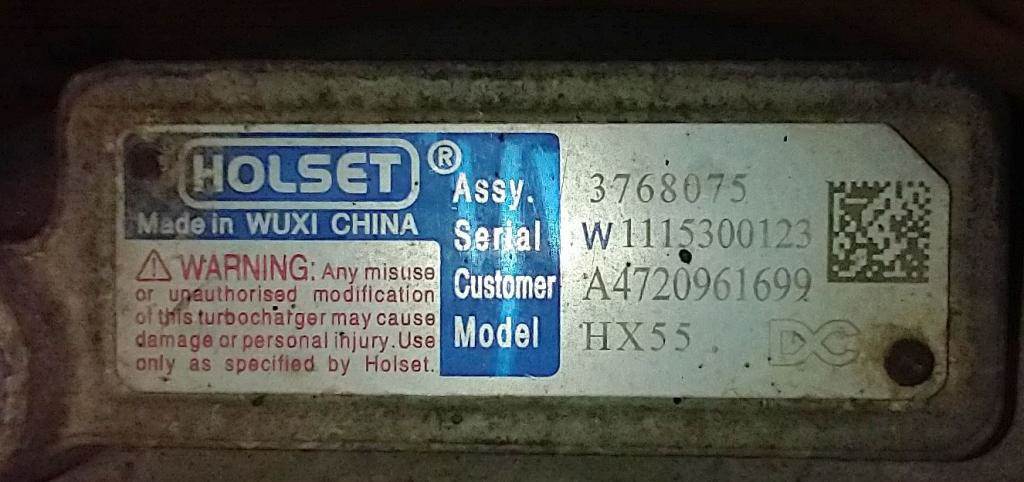 HOLSET ®
Made in WUXI CHINA
⚠ WARNING: Any misuse
or unauthorised modification
of this turbocharger may cause
damage or personal injury. Use
only as specified by Holset.
Assy. 3768075
Serial W1115300123
Customer A4720961699
Model HX55 DC